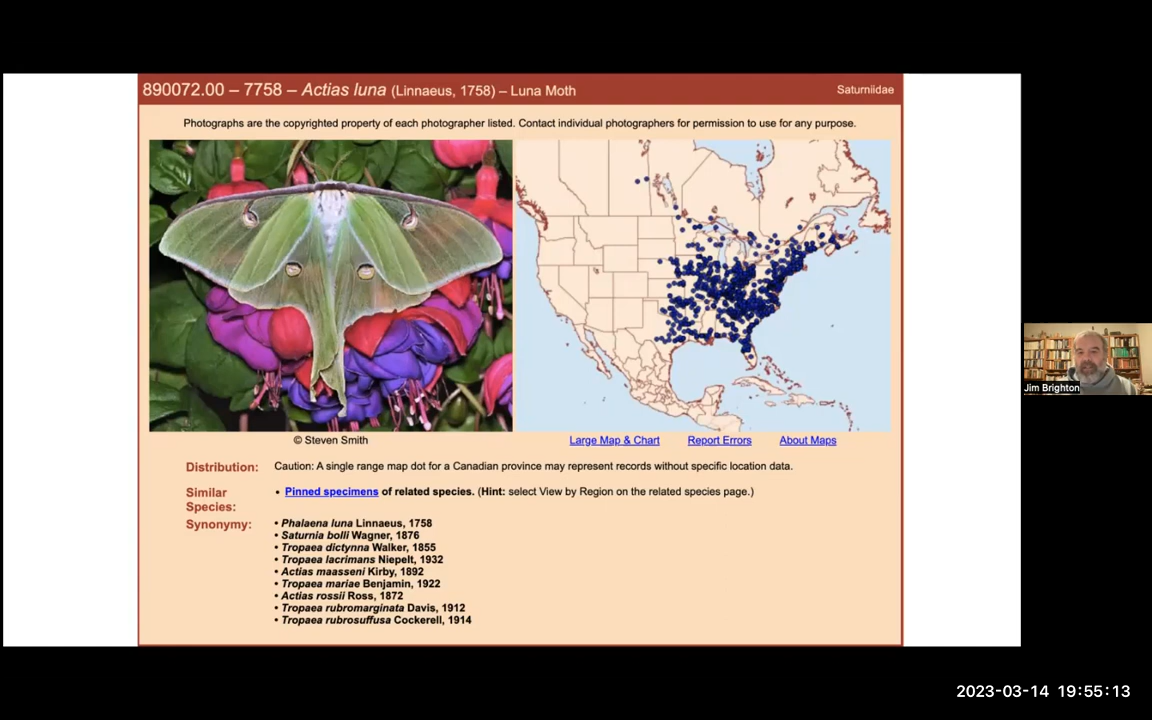 890072.00 – 7758 – Actias luna (Linnaeus, 1758) – Luna Moth
Saturniidae
Photographs are the copyrighted property of each photographer listed. Contact individual photographers for permission to use for any purpose.
© Steven Smith
Large Map & Chart
Report Errors
About Maps
Distribution:
Caution: A single range map dot for a Canadian province may represent records without specific location data.
Similar
Species:
• Pinned specimens of related species. (Hint: select View by Region on the related species page.)
Synonymy:
• Phalaena luna Linnaeus, 1758
• Saturnia bolli Wagner, 1876
• Tropaea dictynna Walker, 1855
• Tropaea lacrimans Niepelt, 1932
• Actias maasseni Kirby, 1892
• Tropaea mariae Benjamin, 1922
• Actias rossii Ross, 1872
• Tropaea rubromarginata Davis, 1912
• Tropaea rubrosuffusa Cockerell, 1914
Jim Brighton
2023-03-14 19:55:13